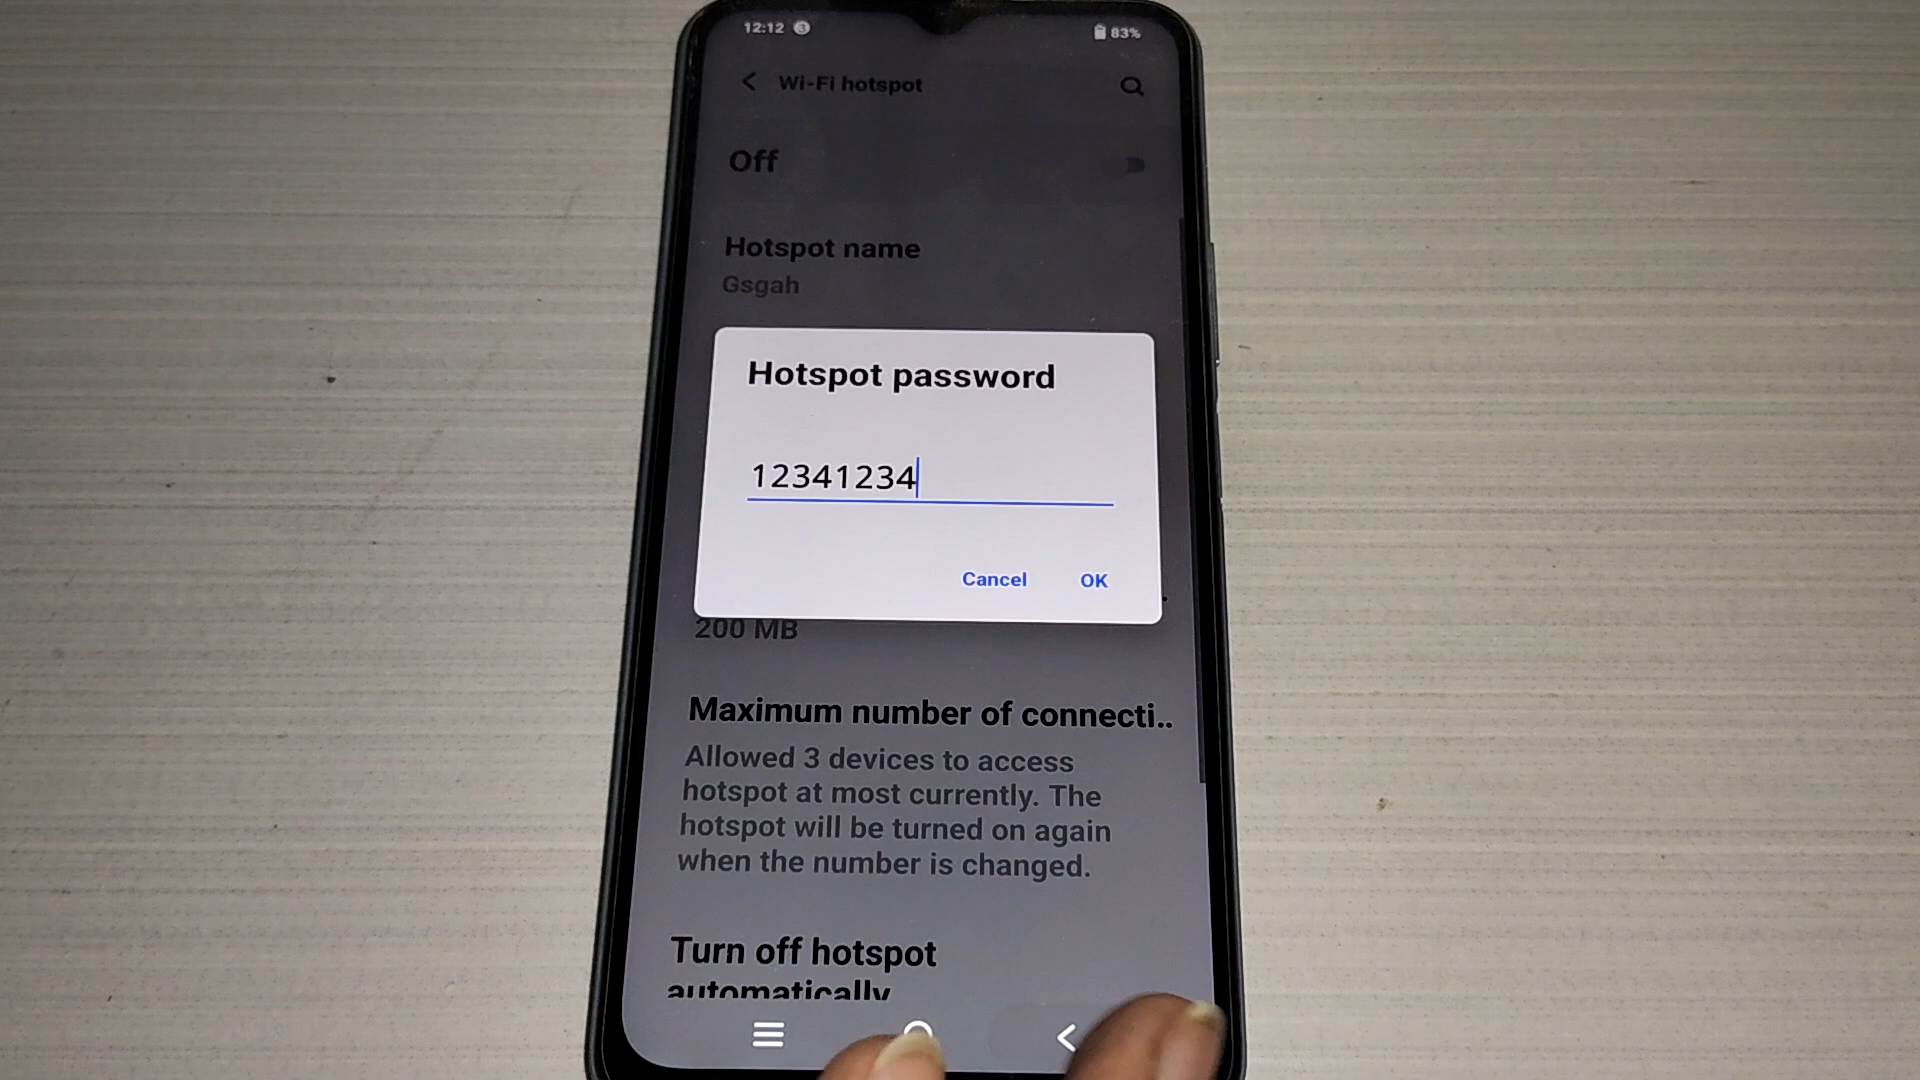 12:12
83%
Wi-Fi hotspot
Off
Hotspot name
Gsgah
Hotspot password
12341234
Cancel OK
200 MB
Maximum number of connecti..
Allowed 3 devices to access
hotspot at most currently. The
hotspot will be turned on again
when the number is changed.
Turn off hotspot
automatically